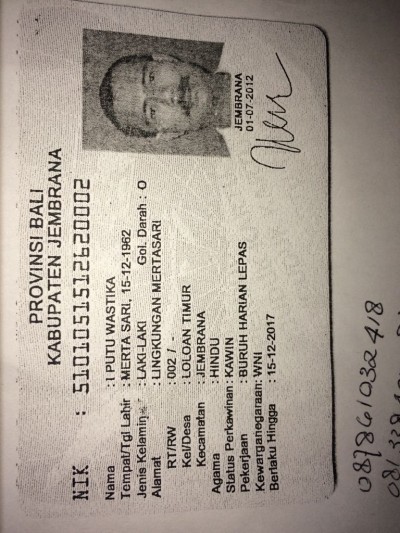 PROVINSI BALI
KABUPATEN JEMBRANA
NIK : 5101051512620002
Nama : I PUTU WASTIKA
Tempat/Tgl Lahir : MERTA SARI, 15-12-1962
Jenis Kelamin : LAKI-LAKI Gol. Darah : O
Alamat : LINGKUNGAN MERTASARI
RT/RW : 002 / -
Kel/Desa : LOLOAN TIMUR
Kecamatan : JEMBRANA
Agama : HINDU
Status Perkawinan: KAWIN
Pekerjaan : BURUH HARIAN LEPAS
Kewarganegaraan: WNI
Berlaku Hingga : 15-12-2017
JEMBRANA
01-07-2012
087861032418